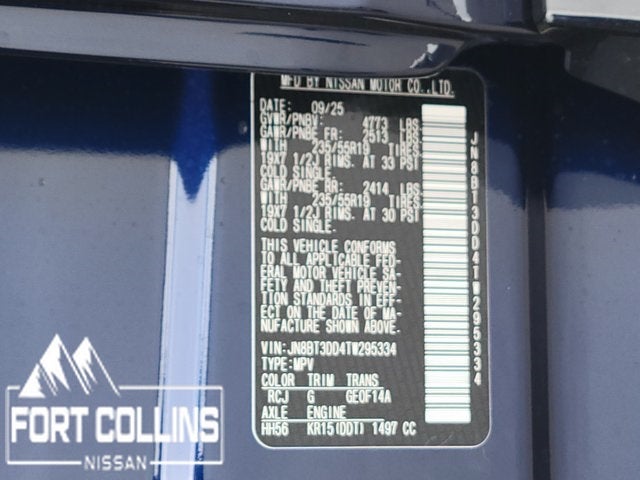 MFD BY NISSAN MOTOR CO.,LTD.
DATE: 09/25
GVWR/PNBV: 4773 LBS
GAWR/PNBE FR: 2513 LBS
WITH 235/55R19 TIRES
19X7 1/2J RIMS. AT 33 PSI
COLD SINGLE.
GAWR/PNBE RR: 2414 LBS
WITH 235/55R19 TIRES
19X7 1/2J RIMS. AT 30 PSI
COLD SINGLE.
THIS VEHICLE CONFORMS
TO ALL APPLICABLE FED-
ERAL MOTOR VEHICLE SA-
FETY AND THEFT PREVEN-
TION STANDARDS IN EFF-
ECT ON THE DATE OF MA-
NUFACTURE SHOWN ABOVE.
VIN:JN8BT3DD4TW295334
TYPE:MPV
COLOR TRIM TRANS
RCJ G GE0F14A
AXLE ENGINE
HH56 KR15(DDT) 1497 CC
JN8BT3DD4TW295334
FORT COLLINS
NISSAN